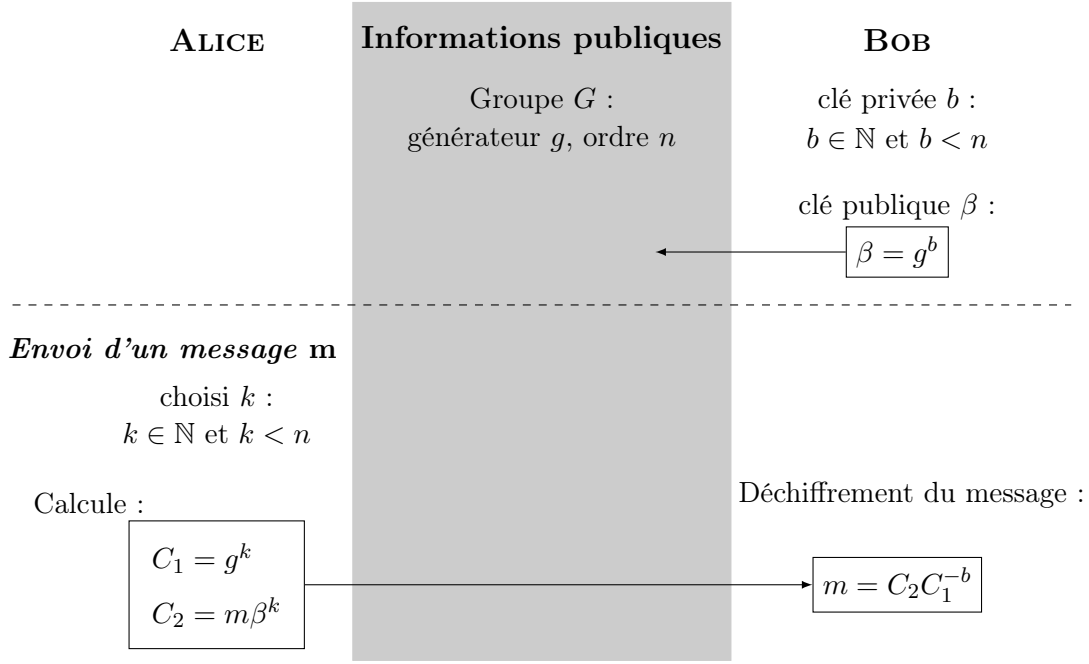 ALICE
Informations publiques
BOB
Groupe G :
générateur g, ordre n
clé privée b :
b ∈ ℕ et b < n
clé publique β :
β = g^b
Envoi d'un message m
choisi k :
k ∈ ℕ et k < n
Calcule :
C_1 = g^k
C_2 = mβ^k
Déchiffrement du message :
m = C_2C_1^{-b}